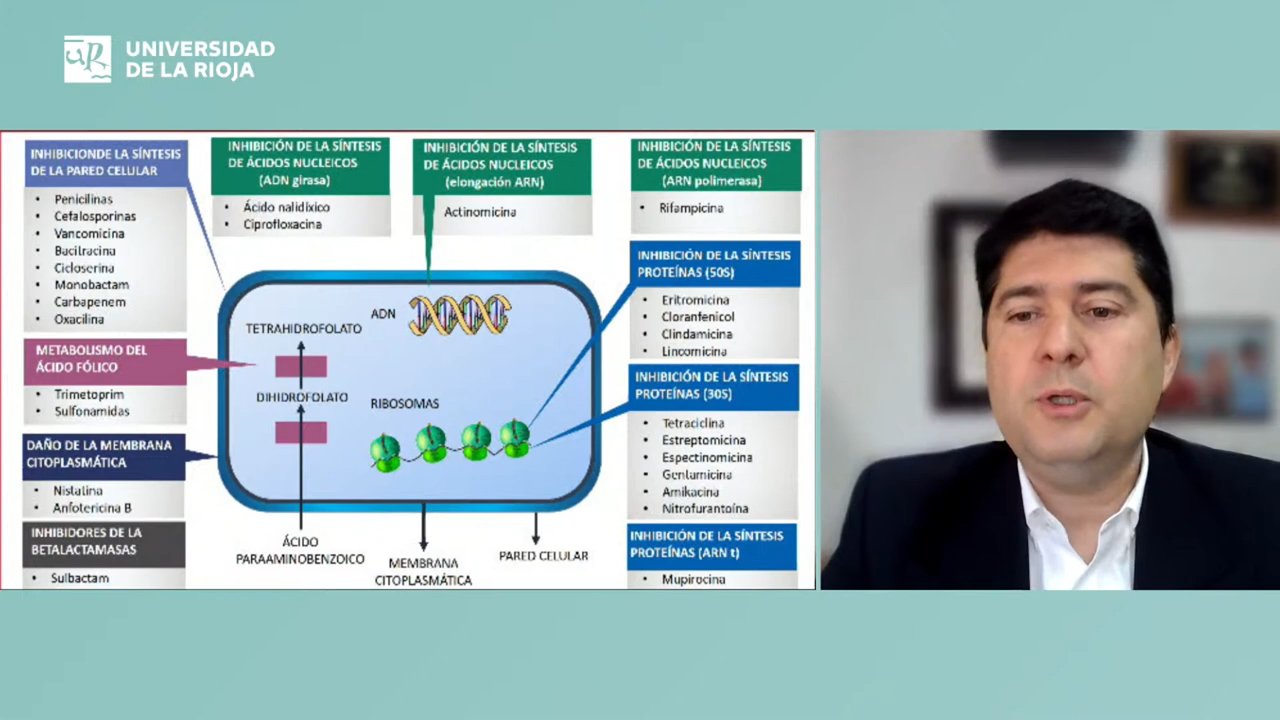 UNIVERSIDAD
DE LA RIOJA
INHIBICIONDE LA SÍNTESIS
DE LA PARED CELULAR
• Penicilinas
• Cefalosporinas
• Vancomicina
• Bacitracina
• Cicloserina
• Monobactam
• Carbapenem
• Oxacilina
METABOLISMO DEL
ÁCIDO FÓLICO
• Trimetoprim
• Sulfonamidas
DAÑO DE LA MEMBRANA
CITOPLASMÁTICA
• Nistatina
• Anfotericina B
INHIBIDORES DE LA
BETALACTAMASAS
• Sulbactam
INHIBICIÓN DE LA SÍNTESIS
DE ÁCIDOS NUCLEICOS
(ADN girasa)
• Ácido nalidíxico
• Ciprofloxacina
INHIBICIÓN DE LA SÍNTESIS
DE ÁCIDOS NUCLEICOS
(elongación ARN)
Actinomicina
INHIBICIÓN DE LA SÍNTESIS
DE ÁCIDOS NUCLEICOS
(ARN polimerasa)
• Rifampicina
INHIBICIÓN DE LA SÍNTESIS
PROTEÍNAS (50S)
• Eritromicina
• Cloranfenicol
• Clindamicina
• Lincomicina
INHIBICIÓN DE LA SÍNTESIS
PROTEÍNAS (30S)
• Tetraciclina
• Estreptomicina
• Espectinomicina
• Gentamicina
• Amikacina
• Nitrofurantoína
INHIBICIÓN DE LA SÍNTESIS
PROTEÍNAS (ARN t)
• Mupirocina
ADN
TETRAHIDROFOLATO
DIHIDROFOLATO
RIBOSOMAS
ÁCIDO
PARAAMINOBENZOICO
MEMBRANA
CITOPLASMÁTICA
PARED CELULAR